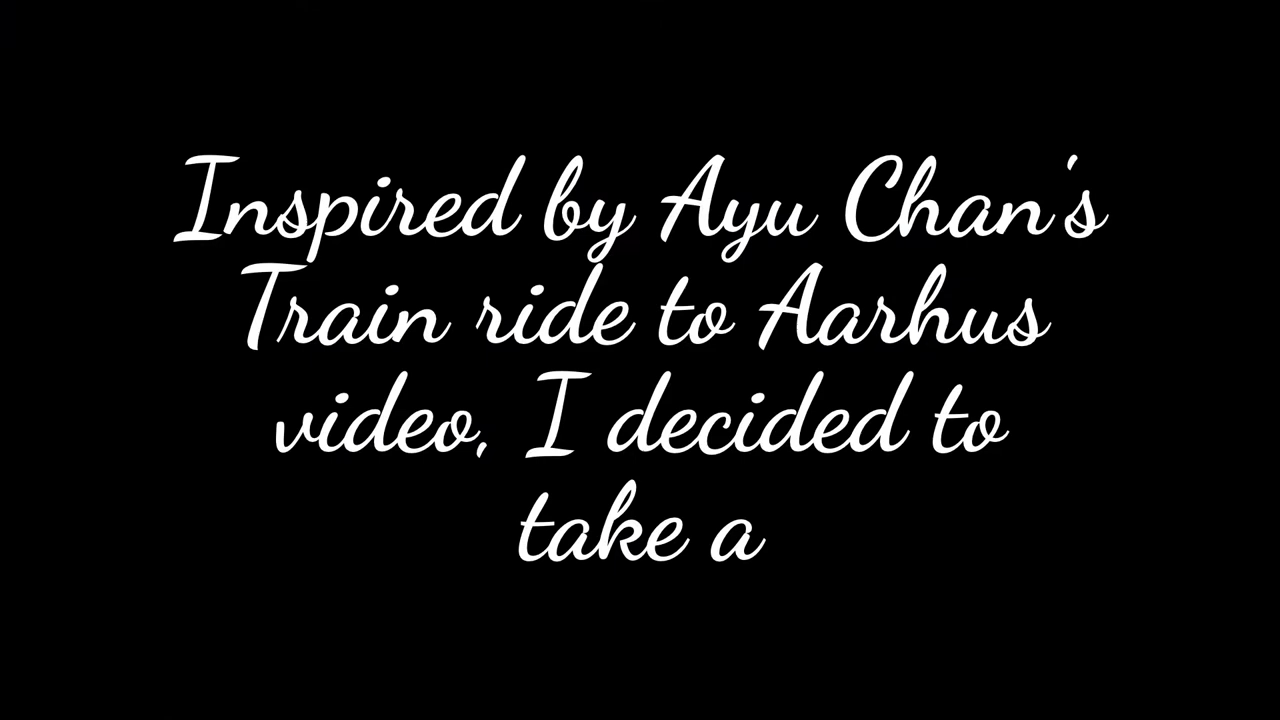 Inspired by Ayu Chan's
Train ride to Aarhus
video, I decided to
take a